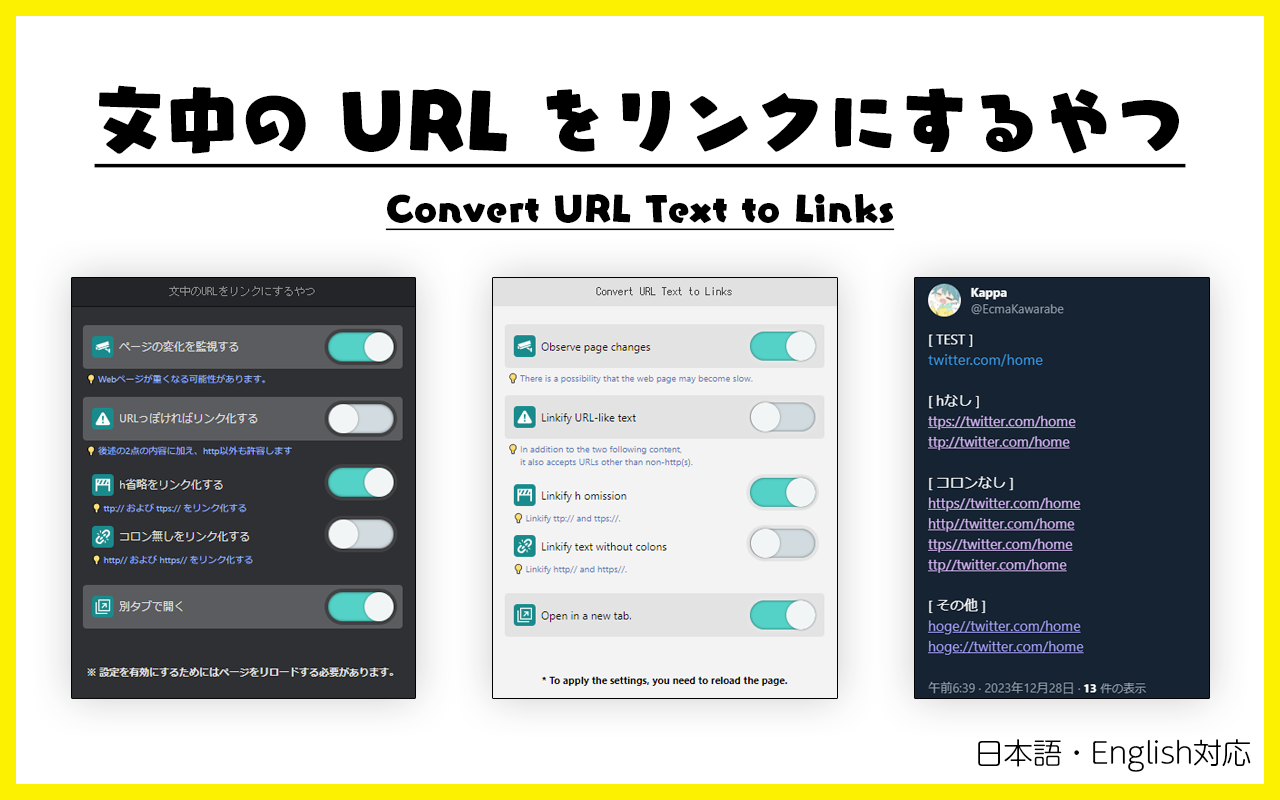 文中の URL をリンクにするやつ
Convert URL Text to Links
文中のURLをリンクにするやつ
ページの変化を監視する
Webページが重くなる可能性があります。
URLっぽければリンク化する
後述の2点の内容に加え、http以外も許容します
h省略をリンク化する
ttp:// および ttps:// をリンク化する
コロン無しをリンク化する
http// および https// をリンク化する
別タブで開く
※ 設定を有効にするためにはページをリロードする必要があります。
Convert URL Text to Links
Observe page changes
There is a possibility that the web page may become slow.
Linkify URL-like text
In addition to the two following content,
it also accepts URLs other than non-http(s).
Linkify h omission
Linkify ttp:// and ttps://.
Linkify text without colons
Linkify http// and https//.
Open in a new tab.
* To apply the settings, you need to reload the page.
Kappa
@EcmaKawarabe
[ TEST ]
twitter.com/home
[ hなし ]
ttps://twitter.com/home
ttp://twitter.com/home
[ コロンなし ]
https//twitter.com/home
http//twitter.com/home
ttps//twitter.com/home
ttp//twitter.com/home
[ その他 ]
hoge//twitter.com/home
hoge://twitter.com/home
午前6:39 · 2023年12月28日 · 13 件の表示
日本語・English対応